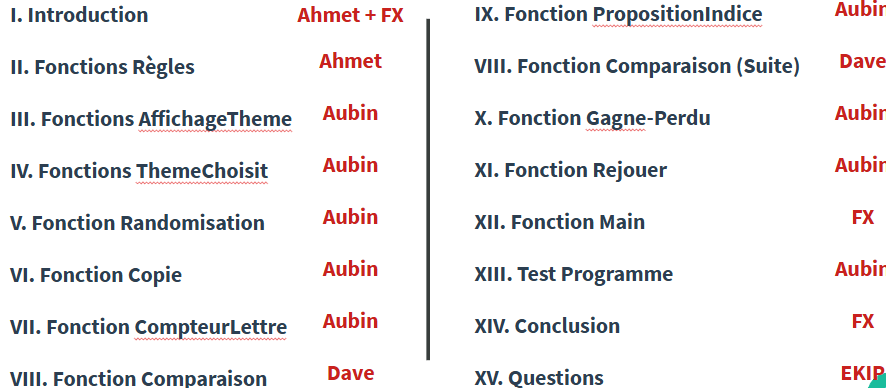 I. Introduction Ahmet + FX
II. Fonctions Règles Ahmet
III. Fonctions AffichageTheme Aubin
IV. Fonctions ThemeChoisit Aubin
V. Fonction Randomisation Aubin
VI. Fonction Copie Aubin
VII. Fonction CompteurLettre Aubin
VIII. Fonction Comparaison Dave
IX. Fonction PropositionIndice Aubin
VIII. Fonction Comparaison (Suite) Dave
X. Fonction Gagne-Perdu Aubin
XI. Fonction Rejouer Aubin
XII. Fonction Main FX
XIII. Test Programme Aubin
XIV. Conclusion FX
XV. Questions EKIP